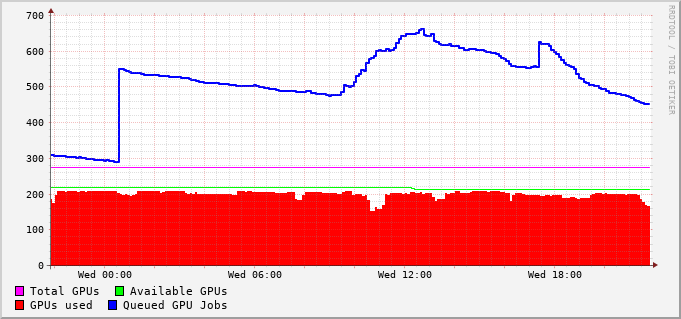 700
600
500
400
300
200
100
0
Wed 00:00 Wed 06:00 Wed 12:00 Wed 18:00
Total GPUs Available GPUs
GPUs used Queued GPU Jobs
RRDTOOL / TOBI OETIKER